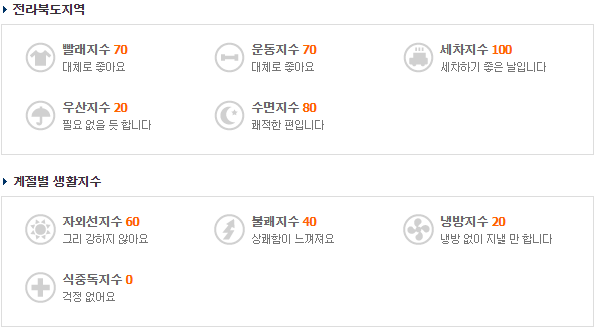 전라북도지역
빨래지수 70
대체로 좋아요
운동지수 70
대체로 좋아요
세차지수 100
세차하기 좋은 날입니다
우산지수 20
필요 없을 듯 합니다
수면지수 80
쾌적한 편입니다
계절별 생활지수
자외선지수 60
그리 강하지 않아요
불쾌지수 40
상쾌함이 느껴져요
냉방지수 20
냉방 없이 지낼 만 합니다
식중독지수 0
걱정 없어요